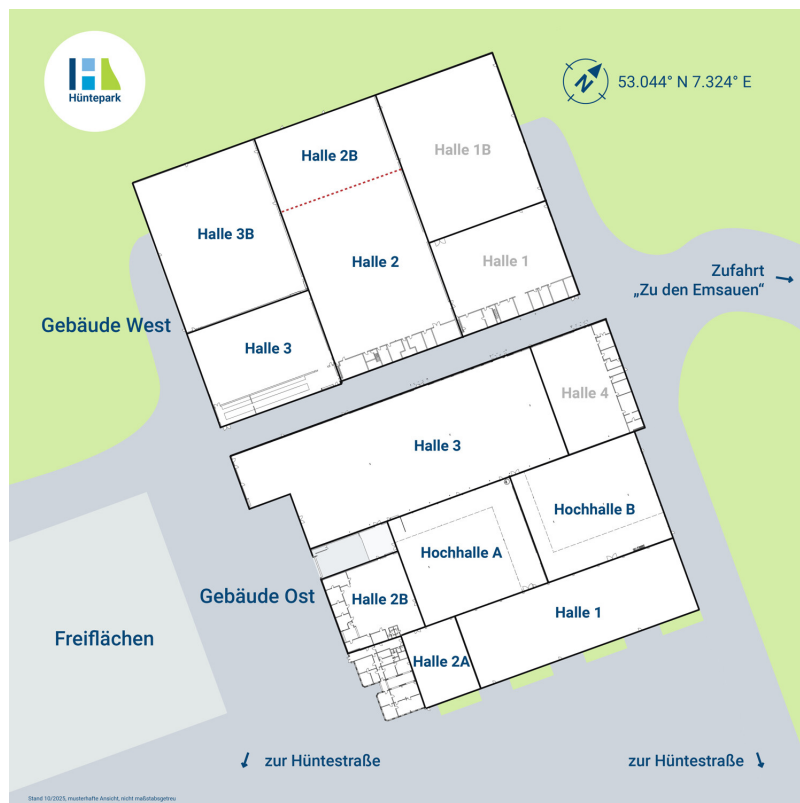 Hüntepark
N
53.044° N 7.324° E
Halle 2B
Halle 1B
Halle 3B
Halle 2
Halle 1
Zufahrt
„Zu den Emsauen“
Gebäude West
Halle 3
Halle 4
Halle 3
Hochhalle B
Hochhalle A
Gebäude Ost
Halle 2B
Halle 1
Freiflächen
Halle 2A
zur Hüntestraße
zur Hüntestraße
Stand 10/2025, musterhafte Ansicht, nicht maßstabsgetreu